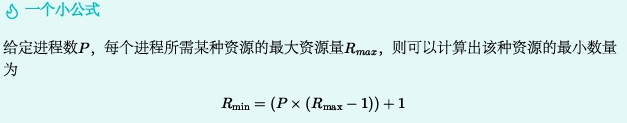 一个小公式
给定进程数P，每个进程所需某种资源的最大资源量Rmax，则可以计算出该种资源的最小数量
为
Rmin = (P × (Rmax − 1)) + 1